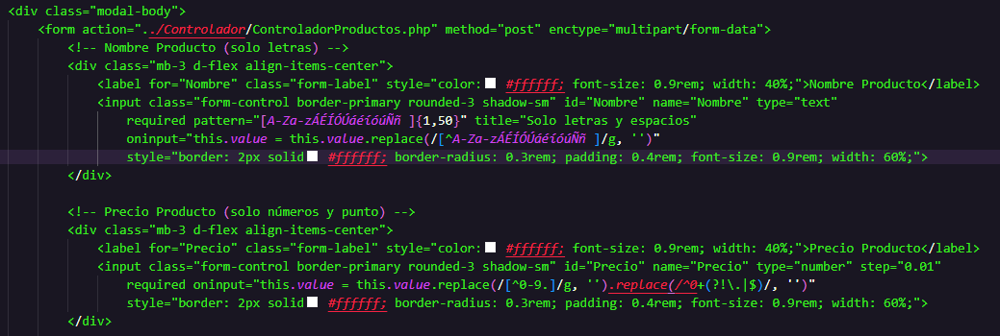 <div class="modal-body">
<form action="../Controlador/ControladorProductos.php" method="post" enctype="multipart/form-data">
<!-- Nombre Producto (solo letras) -->
<div class="mb-3 d-flex align-items-center">
<label for="Nombre" class="form-label" style="color: #ffffff; font-size: 0.9rem; width: 40%;">Nombre Producto</label>
<input class="form-control border-primary rounded-3 shadow-sm" id="Nombre" name="Nombre" type="text"
required pattern="[A-Za-zÁÉÍÓÚáéíóúÑñ ]{1,50}" title="Solo letras y espacios"
oninput="this.value = this.value.replace(/[^A-Za-zÁÉÍÓÚáéíóúÑñ ]/g, '')"
style="border: 2px solid #ffffff; border-radius: 0.3rem; padding: 0.4rem; font-size: 0.9rem; width: 60%;">
</div>
<!-- Precio Producto (solo números y punto) -->
<div class="mb-3 d-flex align-items-center">
<label for="Precio" class="form-label" style="color: #ffffff; font-size: 0.9rem; width: 40%;">Precio Producto</label>
<input class="form-control border-primary rounded-3 shadow-sm" id="Precio" name="Precio" type="number" step="0.01"
required oninput="this.value = this.value.replace(/[^0-9.]/g, '').replace(/^0+(?!\.|$)/, '')"
style="border: 2px solid #ffffff; border-radius: 0.3rem; padding: 0.4rem; font-size: 0.9rem; width: 60%;">
</div>